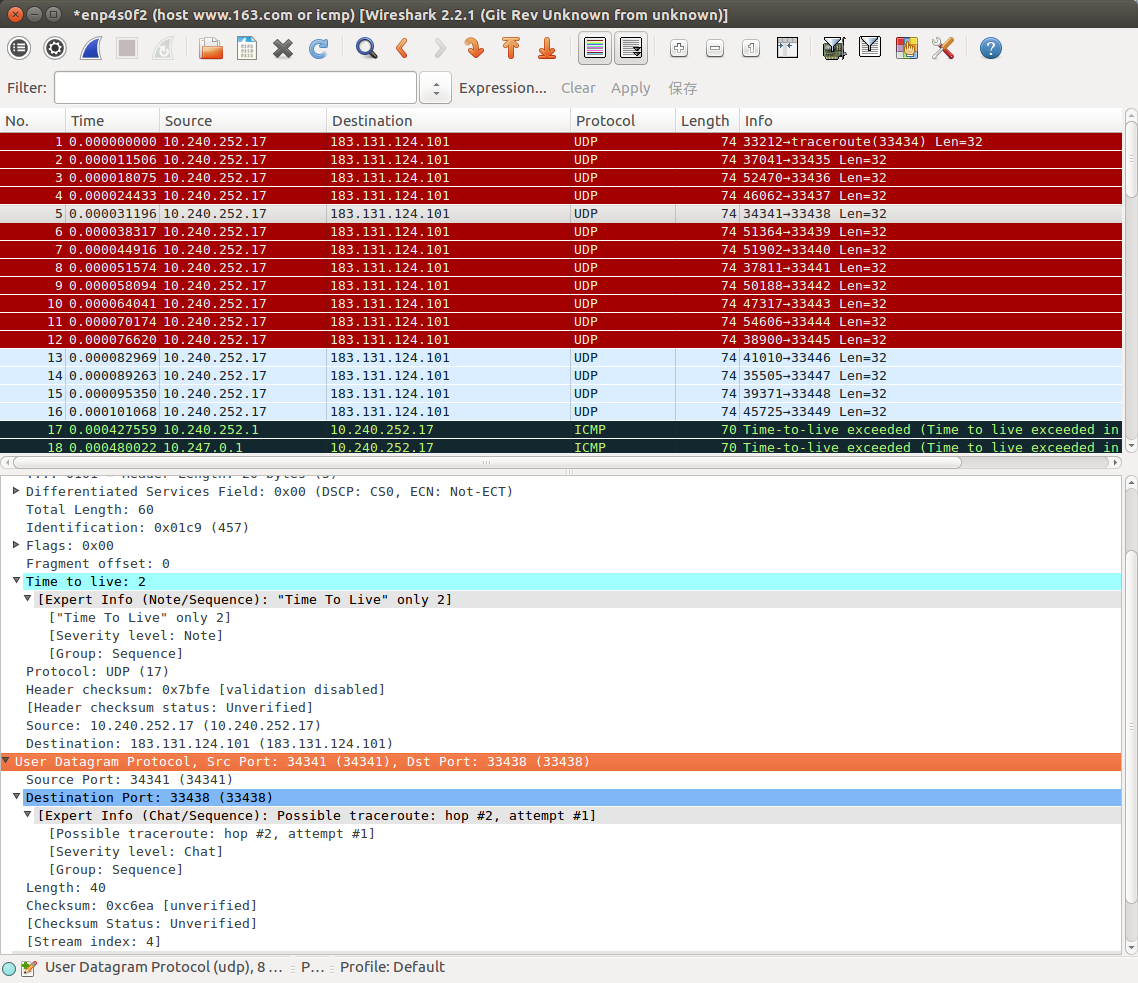 *enp4s0f2 (host www.163.com or icmp) [Wireshark 2.2.1 (Git Rev Unknown from unknown)]
Filter: Expression... Clear Apply 保存
No. Time Source Destination Protocol Length Info
1 0.000000000 10.240.252.17 183.131.124.101 UDP 74 33212→traceroute(33434) Len=32
2 0.000011506 10.240.252.17 183.131.124.101 UDP 74 37041→33435 Len=32
3 0.000018075 10.240.252.17 183.131.124.101 UDP 74 52470→33436 Len=32
4 0.000024433 10.240.252.17 183.131.124.101 UDP 74 46062→33437 Len=32
5 0.000031196 10.240.252.17 183.131.124.101 UDP 74 34341→33438 Len=32
6 0.000038317 10.240.252.17 183.131.124.101 UDP 74 51364→33439 Len=32
7 0.000044916 10.240.252.17 183.131.124.101 UDP 74 51902→33440 Len=32
8 0.000051574 10.240.252.17 183.131.124.101 UDP 74 37811→33441 Len=32
9 0.000058094 10.240.252.17 183.131.124.101 UDP 74 50188→33442 Len=32
10 0.000064041 10.240.252.17 183.131.124.101 UDP 74 47317→33443 Len=32
11 0.000070174 10.240.252.17 183.131.124.101 UDP 74 54606→33444 Len=32
12 0.000076620 10.240.252.17 183.131.124.101 UDP 74 38900→33445 Len=32
13 0.000082969 10.240.252.17 183.131.124.101 UDP 74 41010→33446 Len=32
14 0.000089263 10.240.252.17 183.131.124.101 UDP 74 35505→33447 Len=32
15 0.000095350 10.240.252.17 183.131.124.101 UDP 74 39371→33448 Len=32
16 0.000101068 10.240.252.17 183.131.124.101 UDP 74 45725→33449 Len=32
17 0.000427559 10.240.252.1 10.240.252.17 ICMP 70 Time-to-live exceeded (Time to live exceeded in
18 0.000480022 10.247.0.1 10.240.252.17 ICMP 70 Time-to-live exceeded (Time to live exceeded in
.... 0101 = Header Length: 20 bytes (5)
Differentiated Services Field: 0x00 (DSCP: CS0, ECN: Not-ECT)
Total Length: 60
Identification: 0x01c9 (457)
Flags: 0x00
Fragment offset: 0
Time to live: 2
[Expert Info (Note/Sequence): "Time To Live" only 2]
["Time To Live" only 2]
[Severity level: Note]
[Group: Sequence]
Protocol: UDP (17)
Header checksum: 0x7bfe [validation disabled]
[Header checksum status: Unverified]
Source: 10.240.252.17 (10.240.252.17)
Destination: 183.131.124.101 (183.131.124.101)
User Datagram Protocol, Src Port: 34341 (34341), Dst Port: 33438 (33438)
Source Port: 34341 (34341)
Destination Port: 33438 (33438)
[Expert Info (Chat/Sequence): Possible traceroute: hop #2, attempt #1]
[Possible traceroute: hop #2, attempt #1]
[Severity level: Chat]
[Group: Sequence]
Length: 40
Checksum: 0xc6ea [unverified]
[Checksum Status: Unverified]
[Stream index: 4]
User Datagram Protocol (udp), 8 ... P... Profile: Default